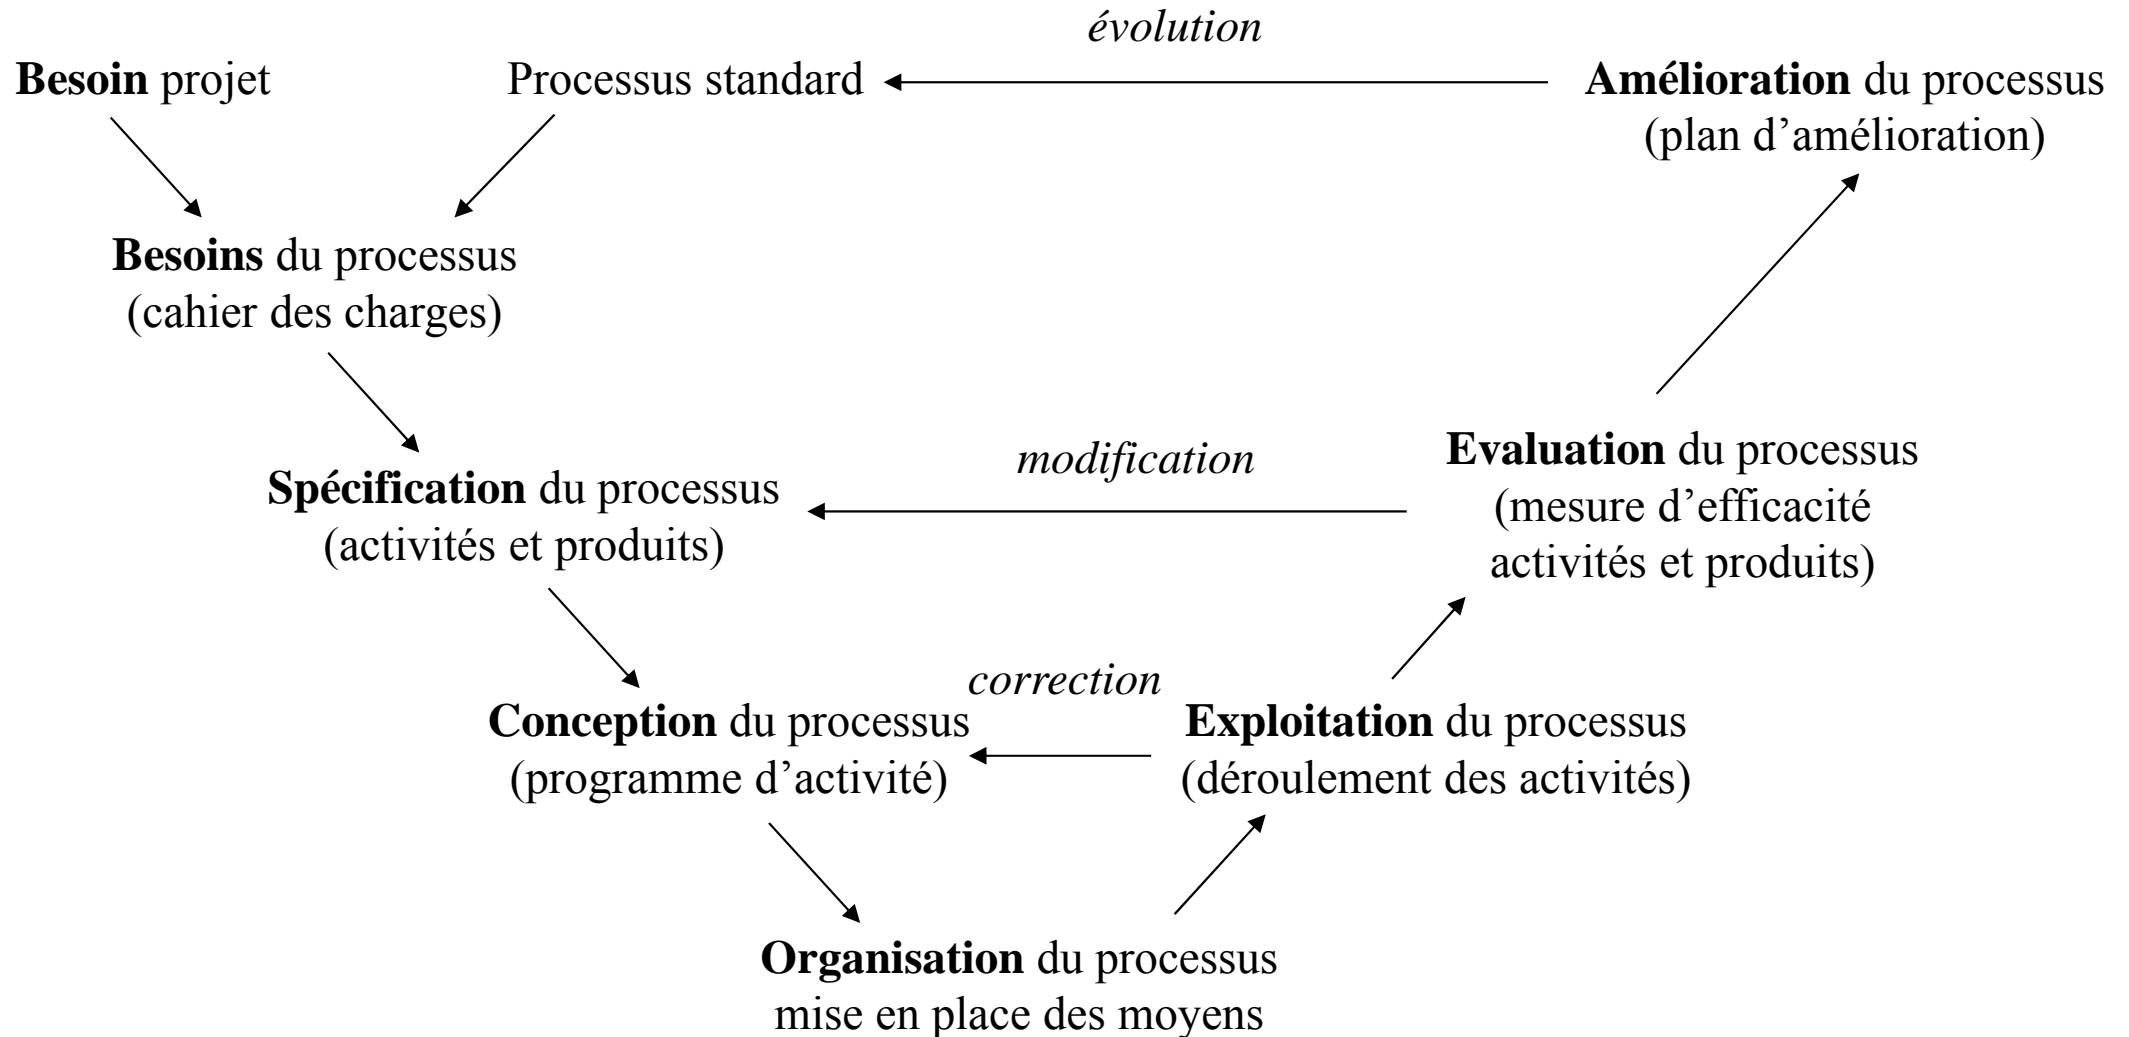 évolution
Besoin projet
Processus standard
Amélioration du processus
(plan d’amélioration)
Besoins du processus
(cahier des charges)
modification
Evaluation du processus
(mesure d’efficacité
activités et produits)
Spécification du processus
(activités et produits)
correction
Conception du processus
(programme d’activité)
Exploitation du processus
(déroulement des activités)
Organisation du processus
mise en place des moyens